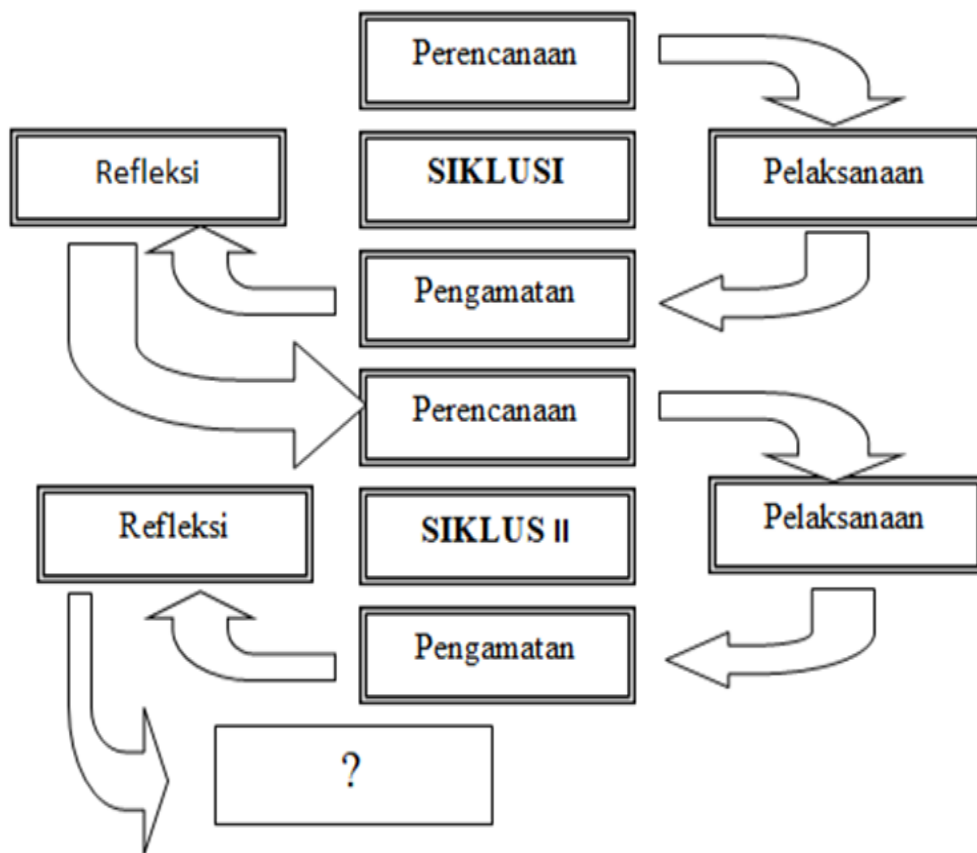 Perencanaan
Refleksi
SIKLUSI
Pelaksanaan
Pengamatan
Perencanaan
Refleksi
SIKLUS II
Pelaksanaan
Pengamatan
?